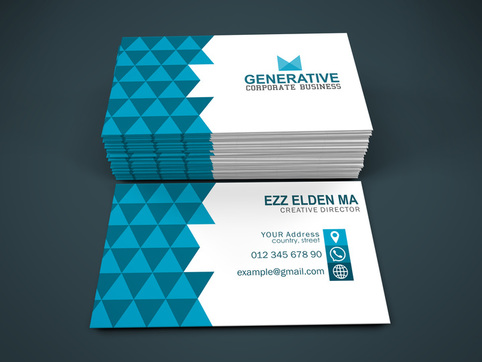 GENERATIVE
CORPORATE BUSINESS
EZZ ELDEN MA
CREATIVE DIRECTOR
YOUR Address
country, street
012 345 678 90
example@gmail.com